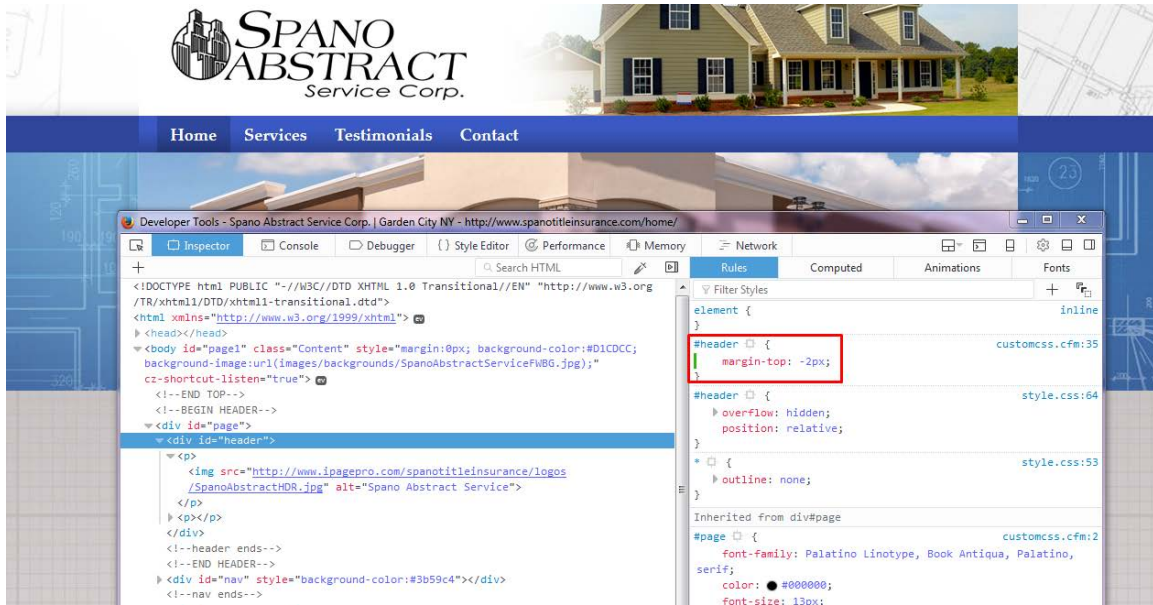 SPANO
ABSTRACT
Service Corp.
Home Services Testimonials Contact
Developer Tools - Spano Abstract Service Corp. | Garden City NY - http://www.spanotitleinsurance.com/home/
Inspector Console Debugger {} Style Editor Performance Memory Network
+ Search HTML
Rules Computed Animations Fonts
Filter Styles +
<!DOCTYPE html PUBLIC "-//W3C//DTD XHTML 1.0 Transitional//EN" "http://www.w3.org
/TR/xhtml1/DTD/xhtml1-transitional.dtd">
<html xmlns="http://www.w3.org/1999/xhtml"> ev
<head></head>
<body id="page1" class="Content" style="margin:0px; background-color:#D1CDCC;
background-image:url(images/backgrounds/SpanoAbstractServiceFWBG.jpg);"
cz-shortcut-listen="true"> ev
<!--END TOP-->
<!--BEGIN HEADER-->
<div id="page">
<div id="header">
<p>
<img src="http://www.ipagepro.com/spanotitleinsurance/logos
/SpanoAbstractHDR.jpg" alt="Spano Abstract Service">
</p>
<p></p>
</div>
<!--header ends-->
<!--END HEADER-->
<div id="nav" style="background-color:#3b59c4"></div>
<!--nav ends-->
element { inline
}
#header { customcss.cfm:35
margin-top: -2px;
}
#header { style.css:64
overflow: hidden;
position: relative;
}
* { style.css:53
outline: none;
}
Inherited from div#page
#page { customcss.cfm:2
font-family: Palatino Linotype, Book Antiqua, Palatino,
serif;
color: #000000;
font-size: 13px;
23
190
320